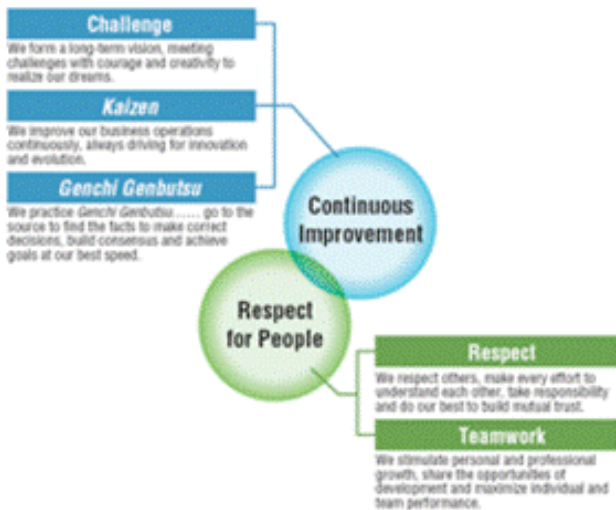 Challenge
We form a long-term vision, meeting
challenges with courage and creativity to
realize our dreams.
Kaizen
We improve our business operations
continuously, always driving for innovation
and evolution.
Genchi Genbutsu
We practice Genchi Genbutsu...... go to the
source to find the facts to make correct
decisions, build consensus and achieve
goals at our best speed.
Continuous
Improvement
Respect
for People
Respect
We respect others, make every effort to
understand each other, take responsibility
and do our best to build mutual trust.
Teamwork
We stimulate personal and professional
growth, share the opportunities of
development and maximize individual and
team performance.